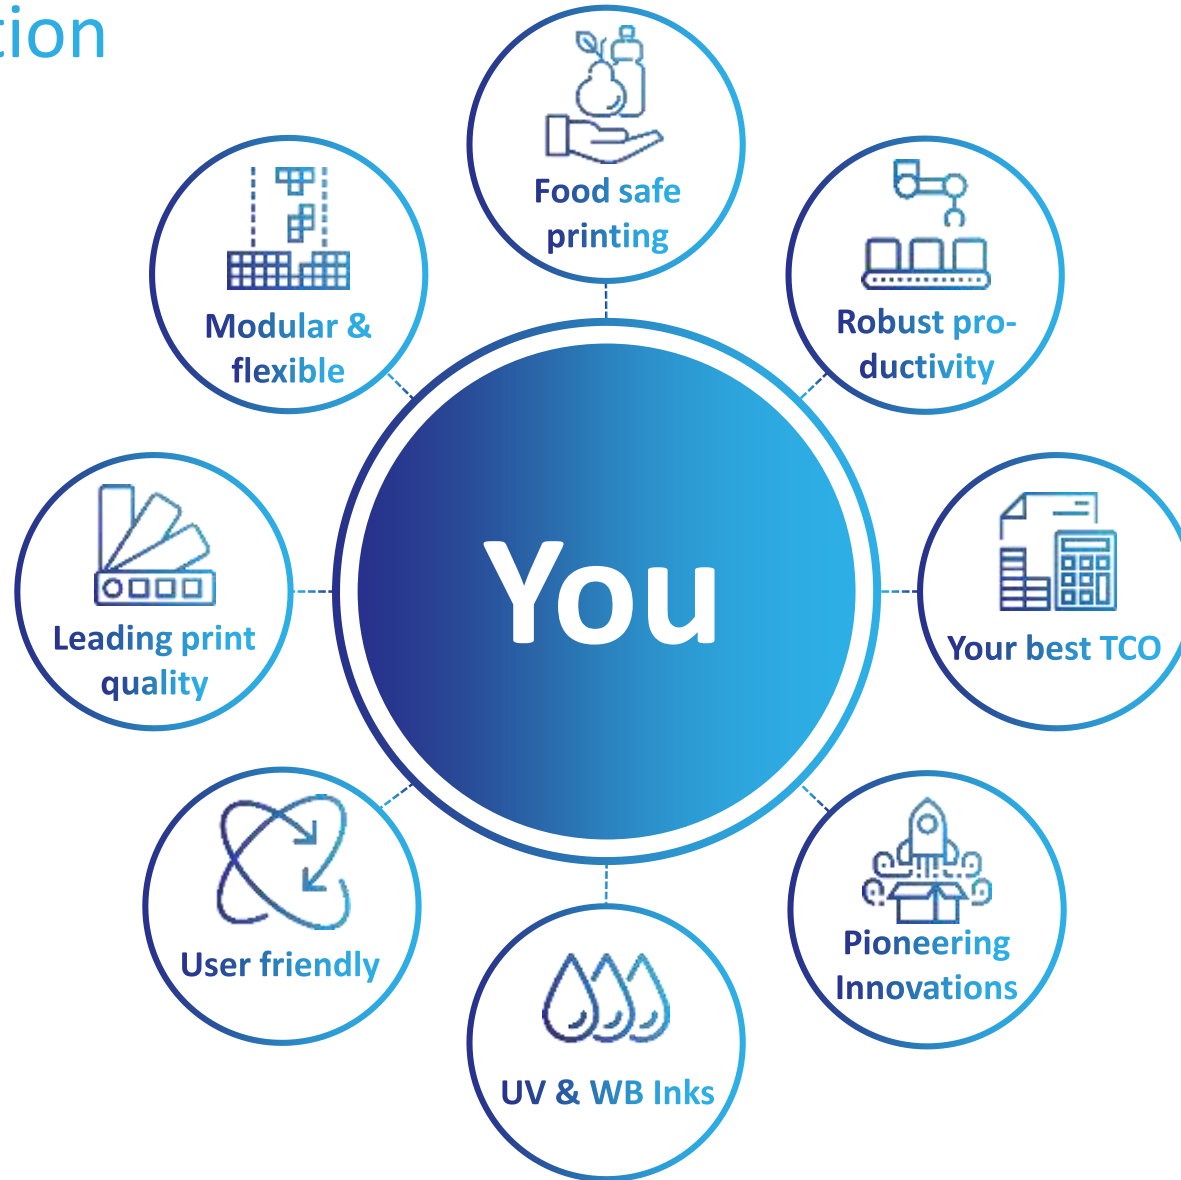 tion
Food safe
printing
Modular &
flexible
Robust pro-
ductivity
Leading print
quality
You
Your best TCO
User friendly
Pioneering
Innovations
UV & WB Inks